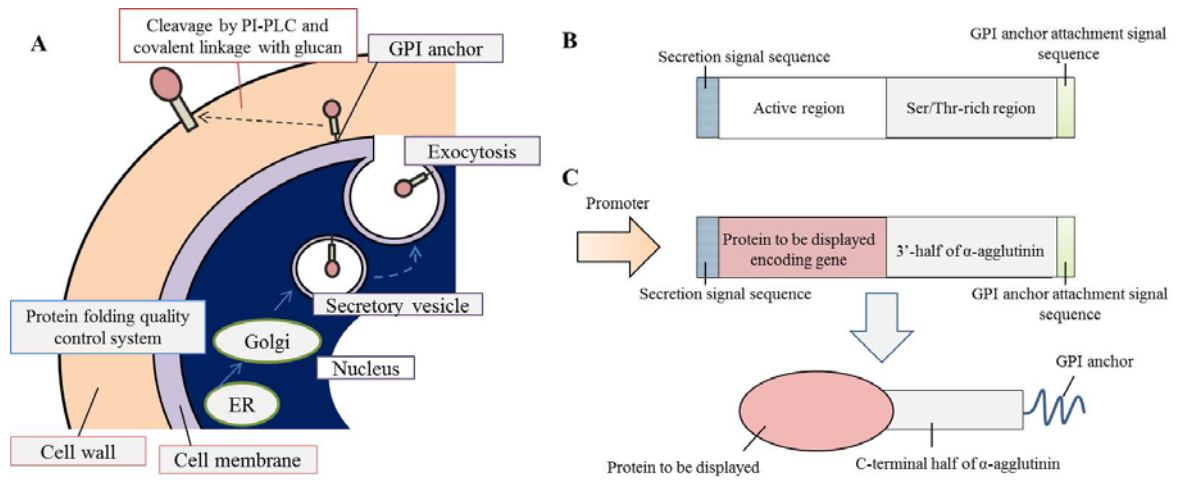 A
Cleavage by PI-PLC and
covalent linkage with glucan
GPI anchor
Exocytosis
Secretory vesicle
Protein folding quality
control system
Golgi
Nucleus
ER
Cell wall
Cell membrane
B
Secretion signal sequence
GPI anchor attachment signal
sequence
Active region
Ser/Thr-rich region
C
Promoter
Protein to be displayed
encoding gene
3’-half of α-agglutinin
Secretion signal sequence
GPI anchor attachment signal
sequence
GPI anchor
Protein to be displayed
C-terminal half of α-agglutinin